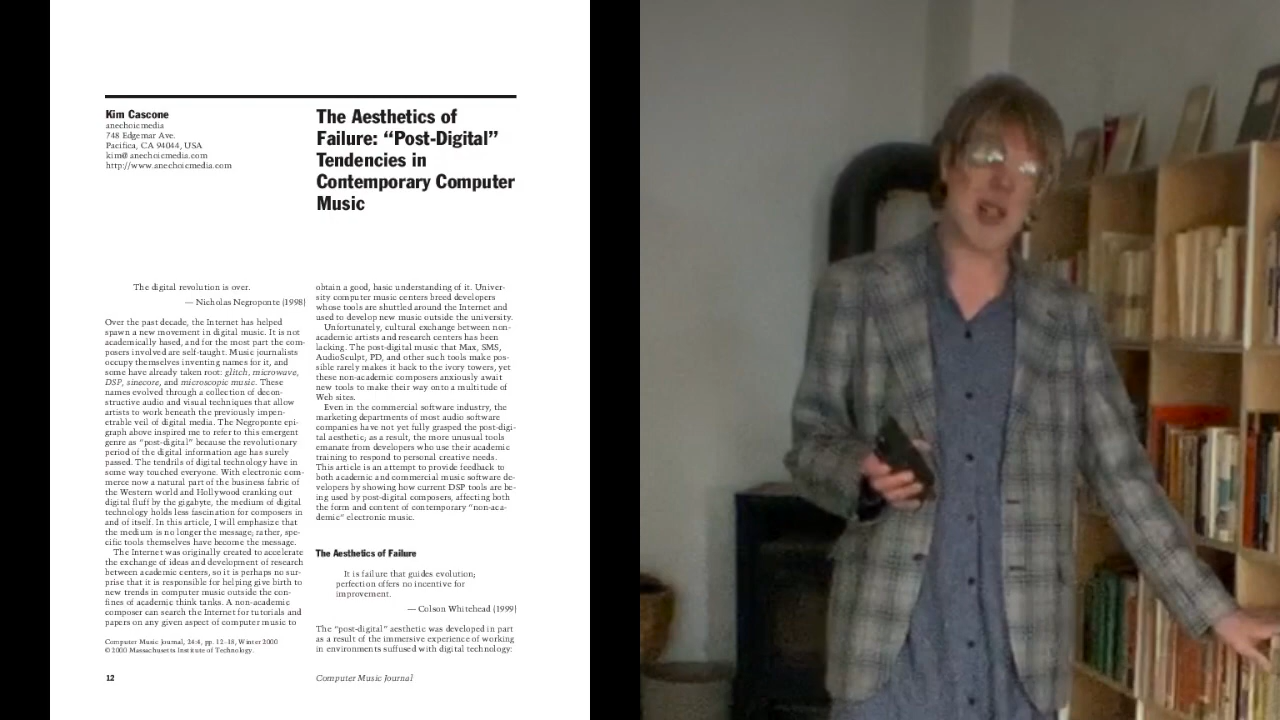 Kim Cascone
anechoicmedia
748 Edgemar Ave.
Pacifica, CA 94044, USA
kim@anechoicmedia.com
http://www.anechoicmedia.com
The Aesthetics of
Failure: “Post-Digital”
Tendencies in
Contemporary Computer
Music
The digital revolution is over.
— Nicholas Negroponte (1998)
Over the past decade, the Internet has helped
spawn a new movement in digital music. It is not
academically based, and for the most part the com-
posers involved are self-taught. Music journalists
occupy themselves inventing names for it, and
some have already taken root: glitch, microwave,
DSP, sinecore, and microscopic music. These
names evolved through a collection of decon-
structive audio and visual techniques that allow
artists to work beneath the previously impen-
etrable veil of digital media. The Negroponte epi-
graph above inspired me to refer to this emergent
genre as “post-digital” because the revolutionary
period of the digital information age has surely
passed. The tendrils of digital technology have in
some way touched everyone. With electronic com-
merce now a natural part of the business fabric of
the Western world and Hollywood cranking out
digital fluff by the gigabyte, the medium of digital
technology holds less fascination for composers in
and of itself. In this article, I will emphasize that
the medium is no longer the message; rather, spe-
cific tools themselves have become the message.
The Internet was originally created to accelerate
the exchange of ideas and development of research
between academic centers, so it is perhaps no sur-
prise that it is responsible for helping give birth to
new trends in computer music outside the con-
fines of academic think tanks. A non-academic
composer can search the Internet for tutorials and
papers on any given aspect of computer music to
obtain a good, basic understanding of it. Univer-
sity computer music centers breed developers
whose tools are shuttled around the Internet and
used to develop new music outside the university.
Unfortunately, cultural exchange between non-
academic artists and research centers has been
lacking. The post-digital music that Max, SMS,
AudioSculpt, PD, and other such tools make pos-
sible rarely makes it back to the ivory towers, yet
these non-academic composers anxiously await
new tools to make their way onto a multitude of
Web sites.
Even in the commercial software industry, the
marketing departments of most audio software
companies have not yet fully grasped the post-digi-
tal aesthetic; as a result, the more unusual tools
emanate from developers who use their academic
training to respond to personal creative needs.
This article is an attempt to provide feedback to
both academic and commercial music software de-
velopers by showing how current DSP tools are be-
ing used by post-digital composers, affecting both
the form and content of contemporary “non-aca-
demic” electronic music.
The Aesthetics of Failure
It is failure that guides evolution;
perfection offers no incentive for
improvement.
— Colson Whitehead (1999)
The “post-digital” aesthetic was developed in part
as a result of the immersive experience of working
in environments suffused with digital technology:
Computer Music Journal, 24:4, pp. 12–18, Winter 2000
© 2000 Massachusetts Institute of Technology.
12
Computer Music Journal